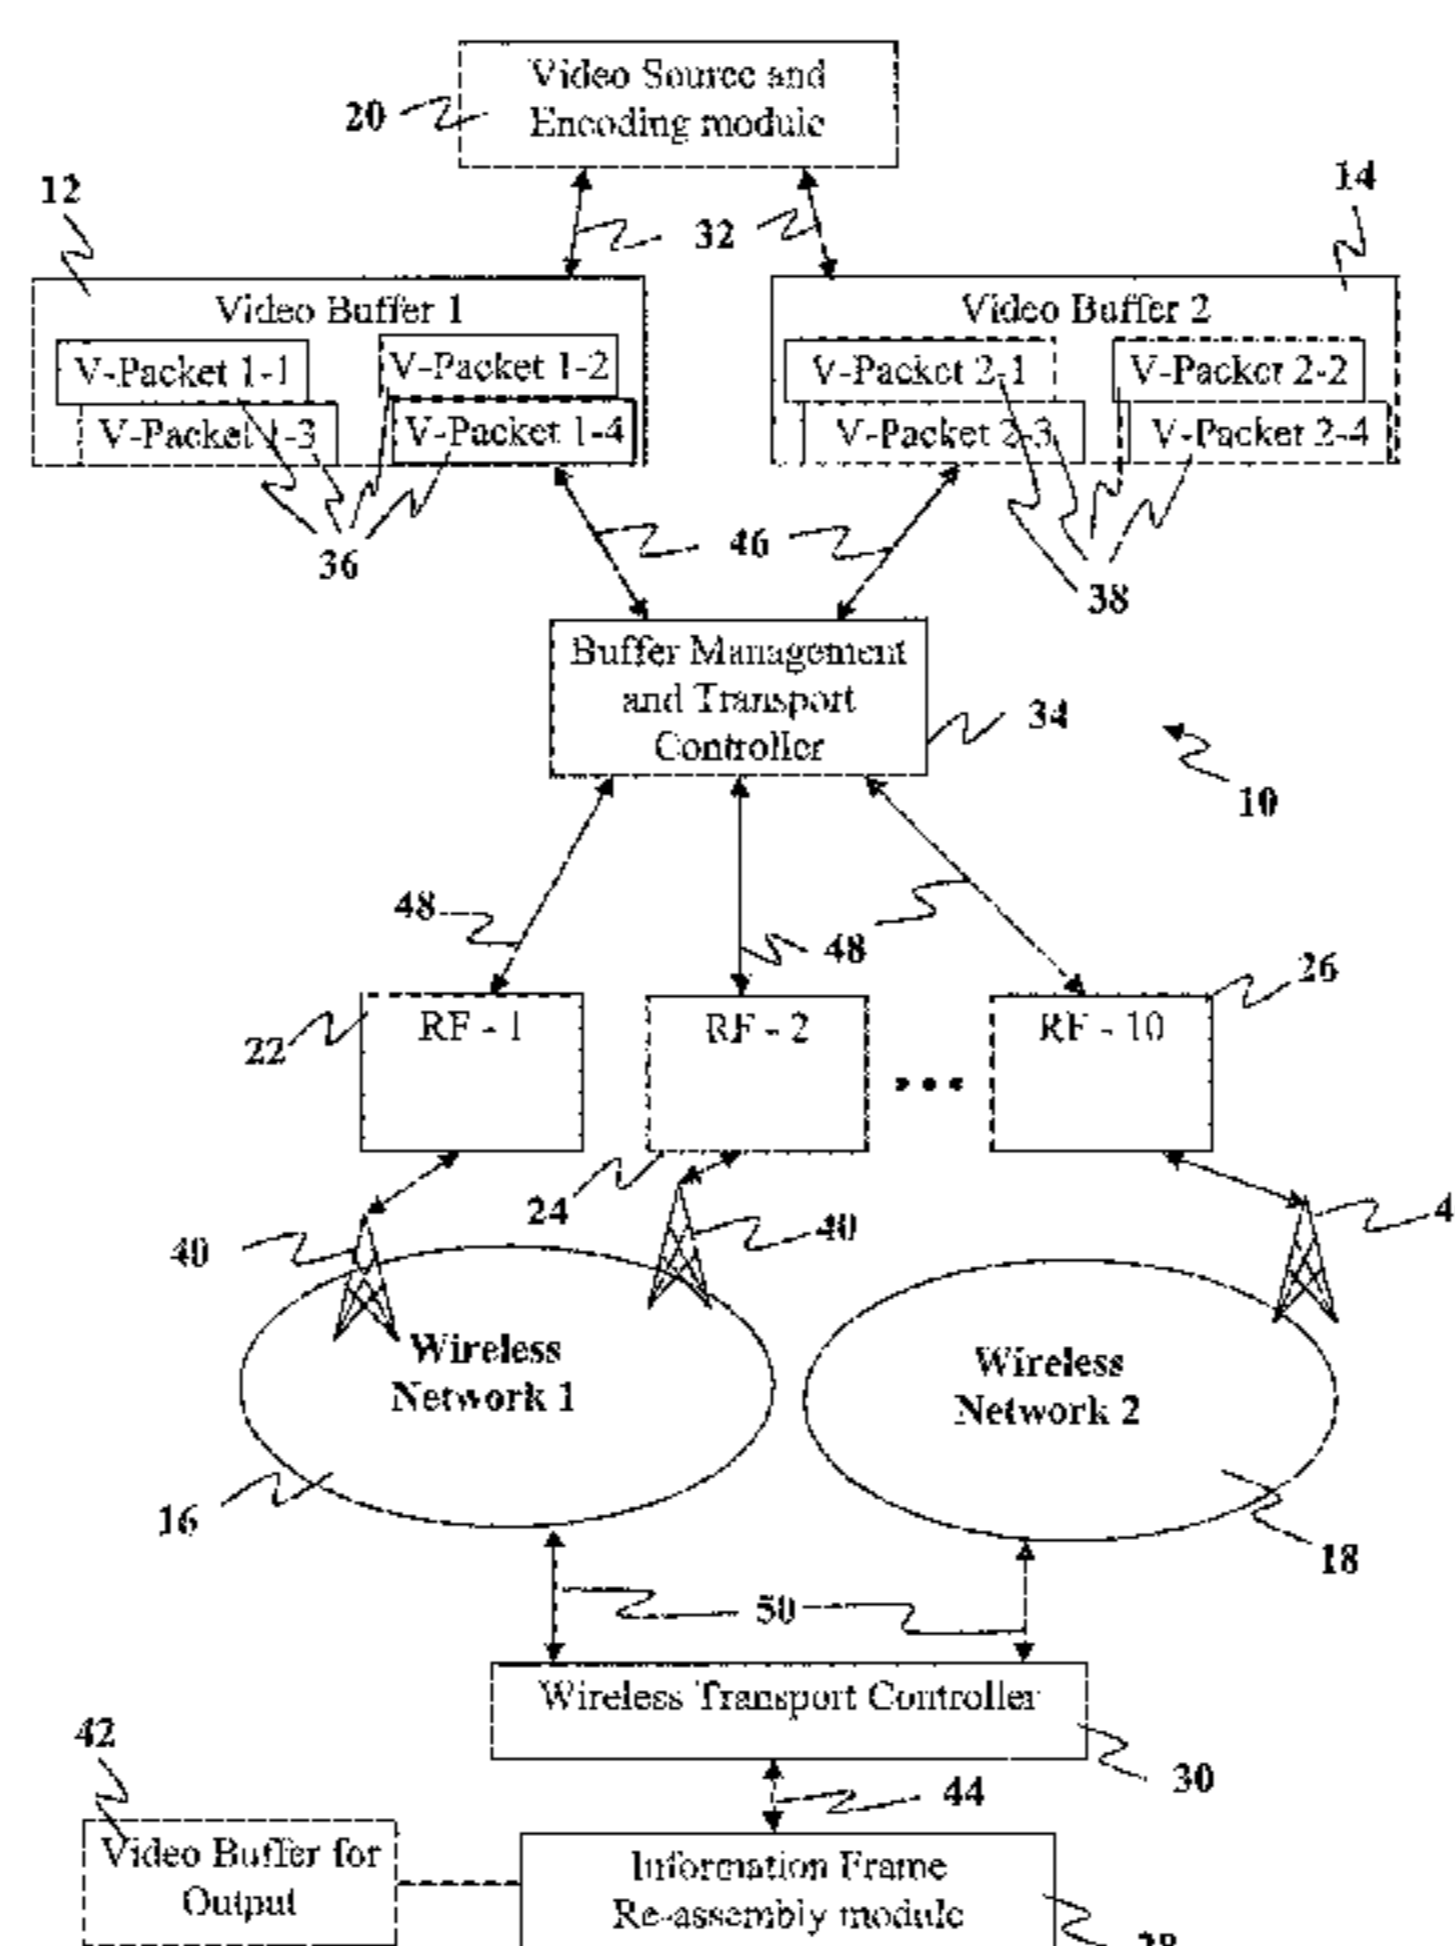 Video Source and
Encoding module
20
12
14
32
Video Buffer 1
Video Buffer 2
V-Packet 1-1
V-Packet 1-2
V-Packet 2-1
V-Packet 2-2
V-Packet 1-3
V-Packet 1-4
V-Packet 2-3
V-Packet 2-4
36
46
38
Buffer Management
and Transport
Controller
34
10
48
48
26
RF - 1
RF - 2
RF - 10
22
24
40
40
4
Wireless
Network 1
Wireless
Network 2
16
18
50
Wireless Transport Controller
42
30
44
Video Buffer for
Output
Information Frame
Re-assembly module